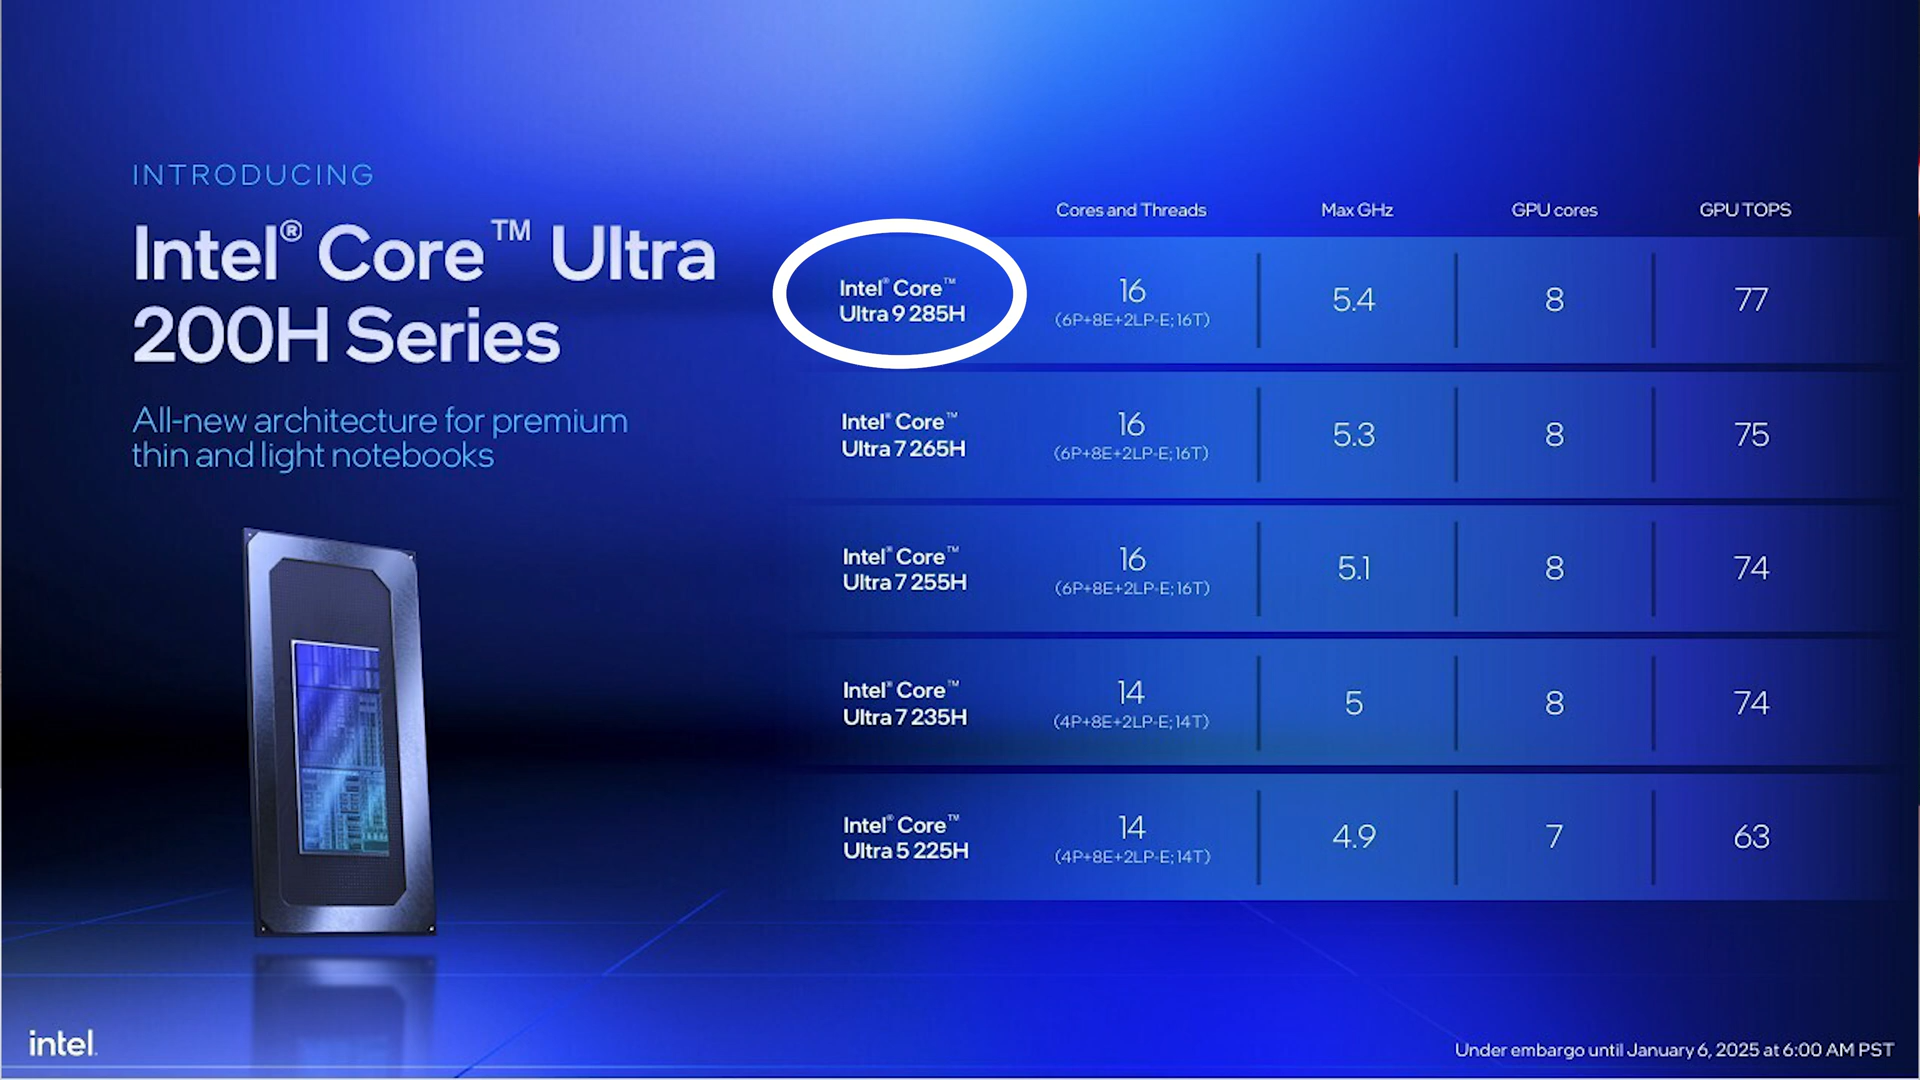 INTRODUCING
Intel® Core™ Ultra
200H Series
All-new architecture for premium
thin and light notebooks
Cores and Threads Max GHz GPU cores GPU TOPS
Intel® Core™
Ultra 9 285H
16
(6P+8E+2LP-E; 16T)
5.4
8
77
Intel® Core™
Ultra 7 265H
16
(6P+8E+2LP-E; 16T)
5.3
8
75
Intel® Core™
Ultra 7 255H
16
(6P+8E+2LP-E; 16T)
5.1
8
74
Intel® Core™
Ultra 7 235H
14
(4P+8E+2LP-E; 14T)
5
8
74
Intel® Core™
Ultra 5 225H
14
(4P+8E+2LP-E; 14T)
4.9
7
63
intel.
Under embargo until January 6, 2025 at 6:00 AM PST